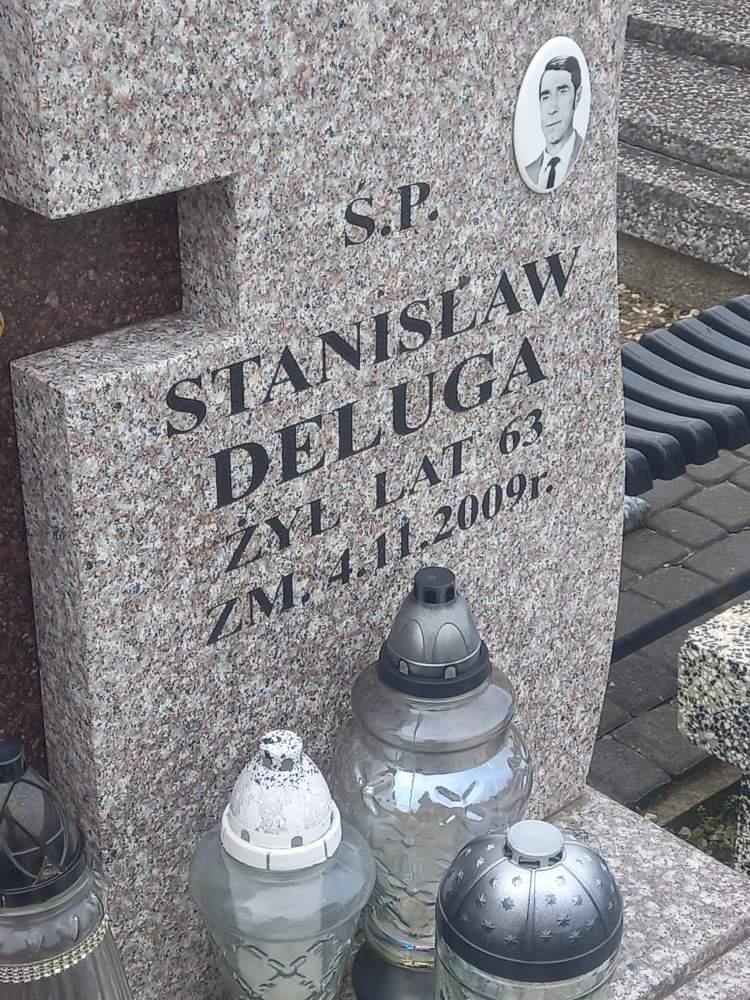 Ś.P.
STANISŁAW
DELUGA
ŻYŁ LAT 63
ZM. 4.11.2009r.